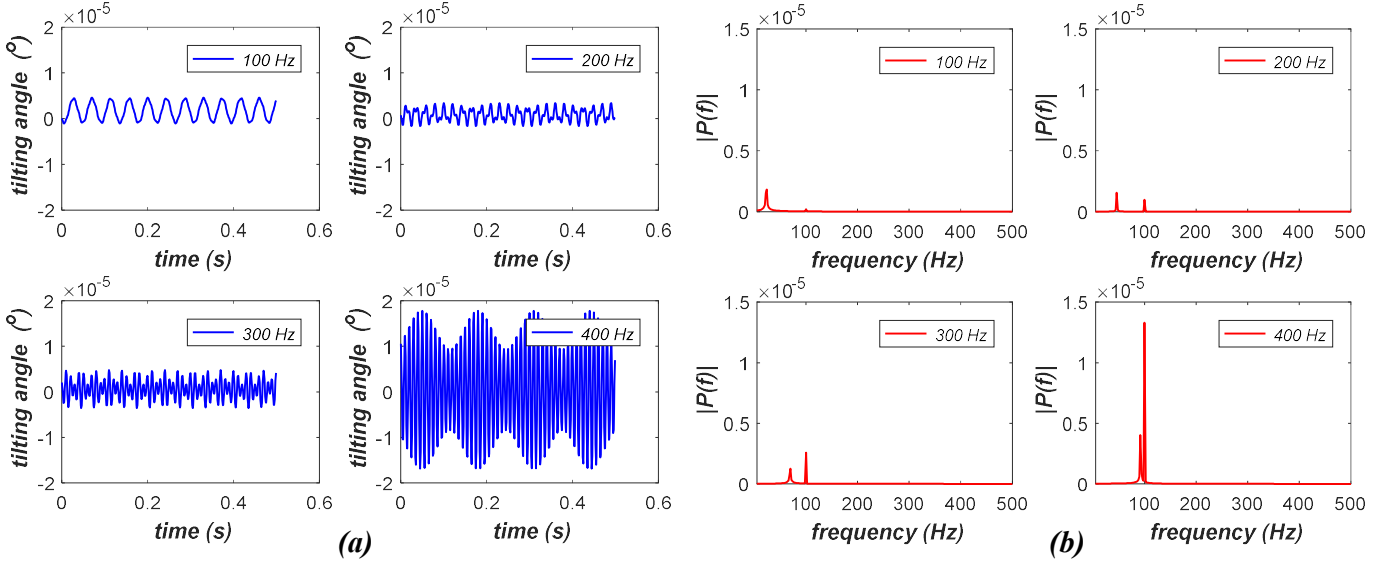 ×10⁻⁵
2
1
0
-1
-2
tilting angle (°)
100 Hz
0 0.2 0.4 0.6
time (s)
×10⁻⁵
2
1
0
-1
-2
tilting angle (°)
200 Hz
0 0.2 0.4 0.6
time (s)
×10⁻⁵
1.5
1
0.5
0
|P(f)|
100 Hz
100 200 300 400 500
frequency (Hz)
×10⁻⁵
1.5
1
0.5
0
|P(f)|
200 Hz
100 200 300 400 500
frequency (Hz)
×10⁻⁵
2
1
0
-1
-2
tilting angle (°)
300 Hz
0 0.2 0.4 0.6
time (s)
×10⁻⁵
2
1
0
-1
-2
tilting angle (°)
400 Hz
0 0.2 0.4 0.6
time (s)
×10⁻⁵
1.5
1
0.5
0
|P(f)|
300 Hz
100 200 300 400 500
frequency (Hz)
×10⁻⁵
1.5
1
0.5
0
|P(f)|
400 Hz
100 200 300 400 500
frequency (Hz)
(a)
(b)